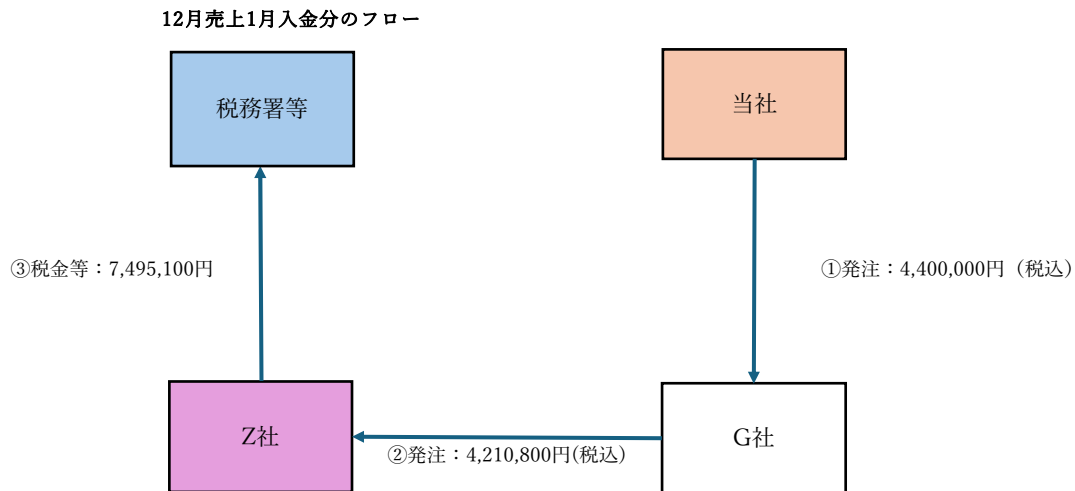 12月売上1月入金分のフロー
税務署等
当社
③税金等：7,495,100円
①発注：4,400,000円（税込）
Z社
G社
②発注：4,210,800円(税込)